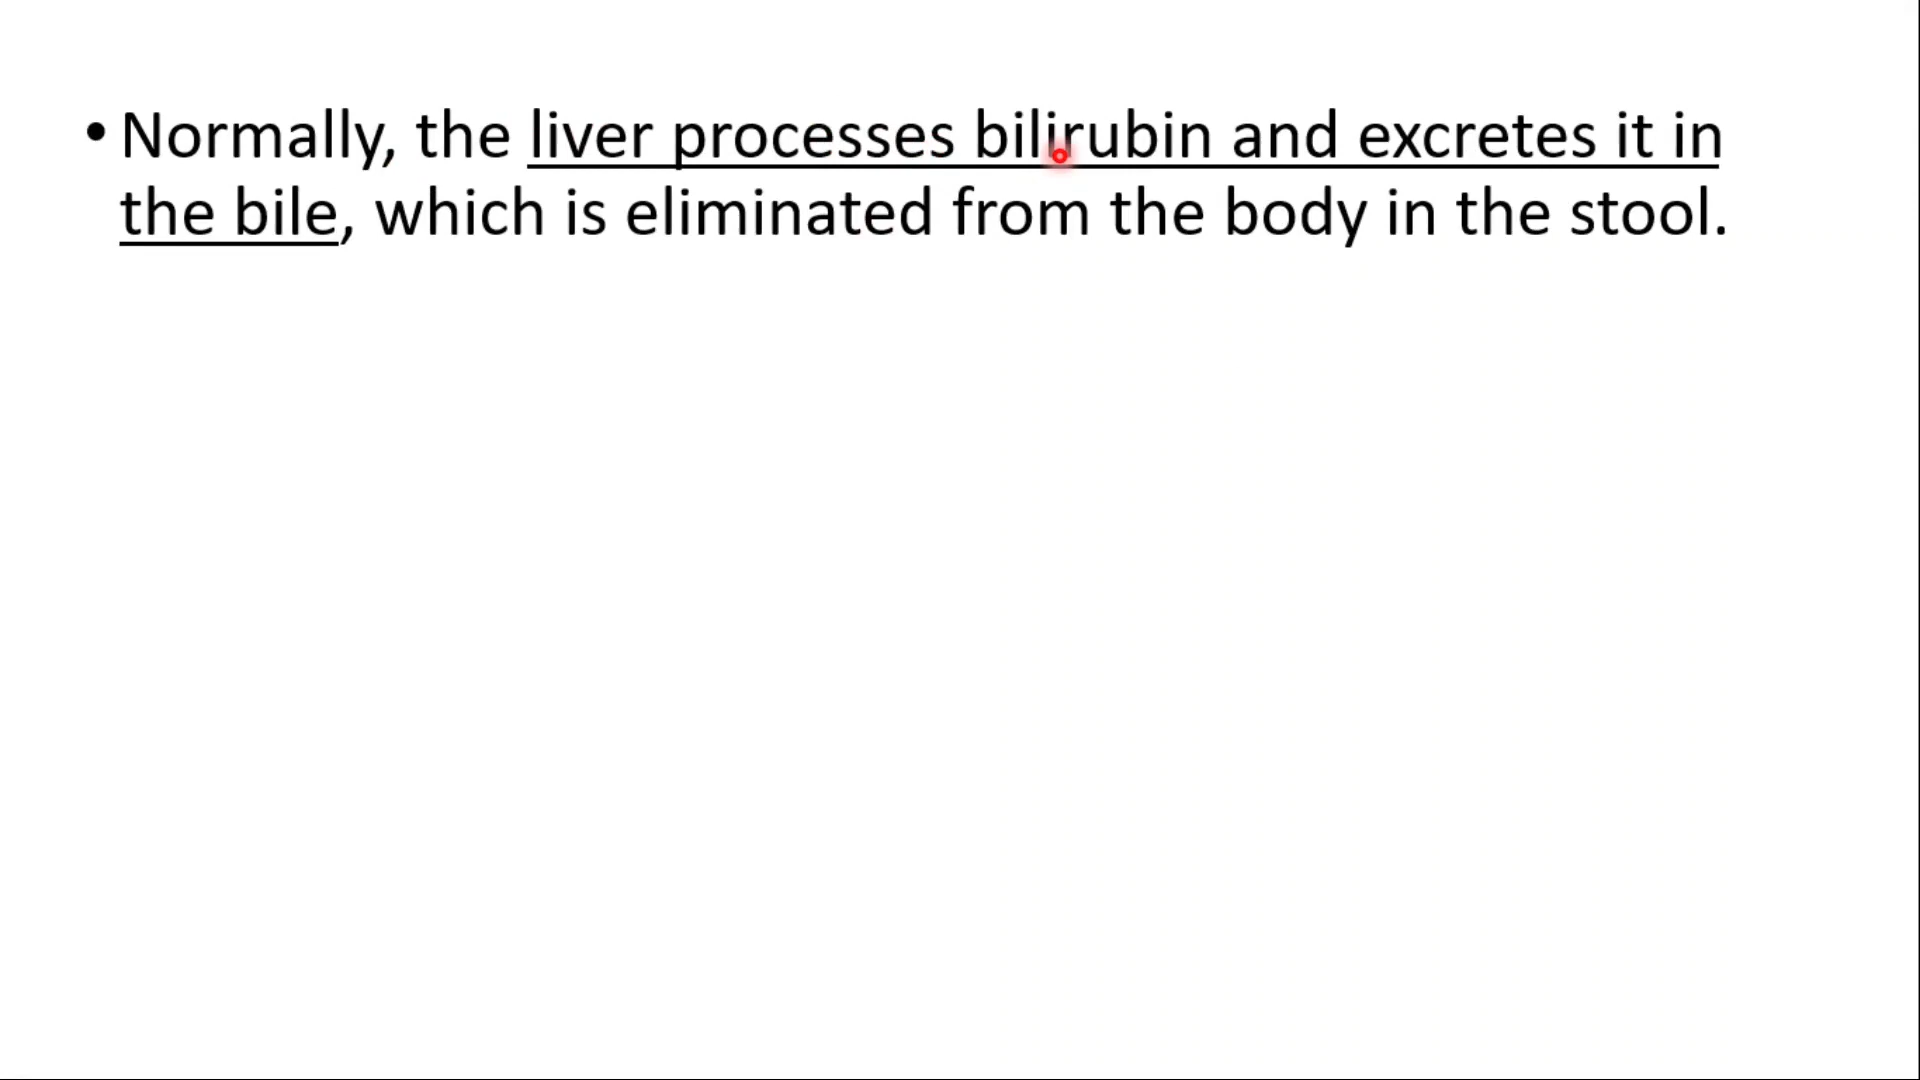 • Normally, the liver processes bilirubin and excretes it in
the bile, which is eliminated from the body in the stool.